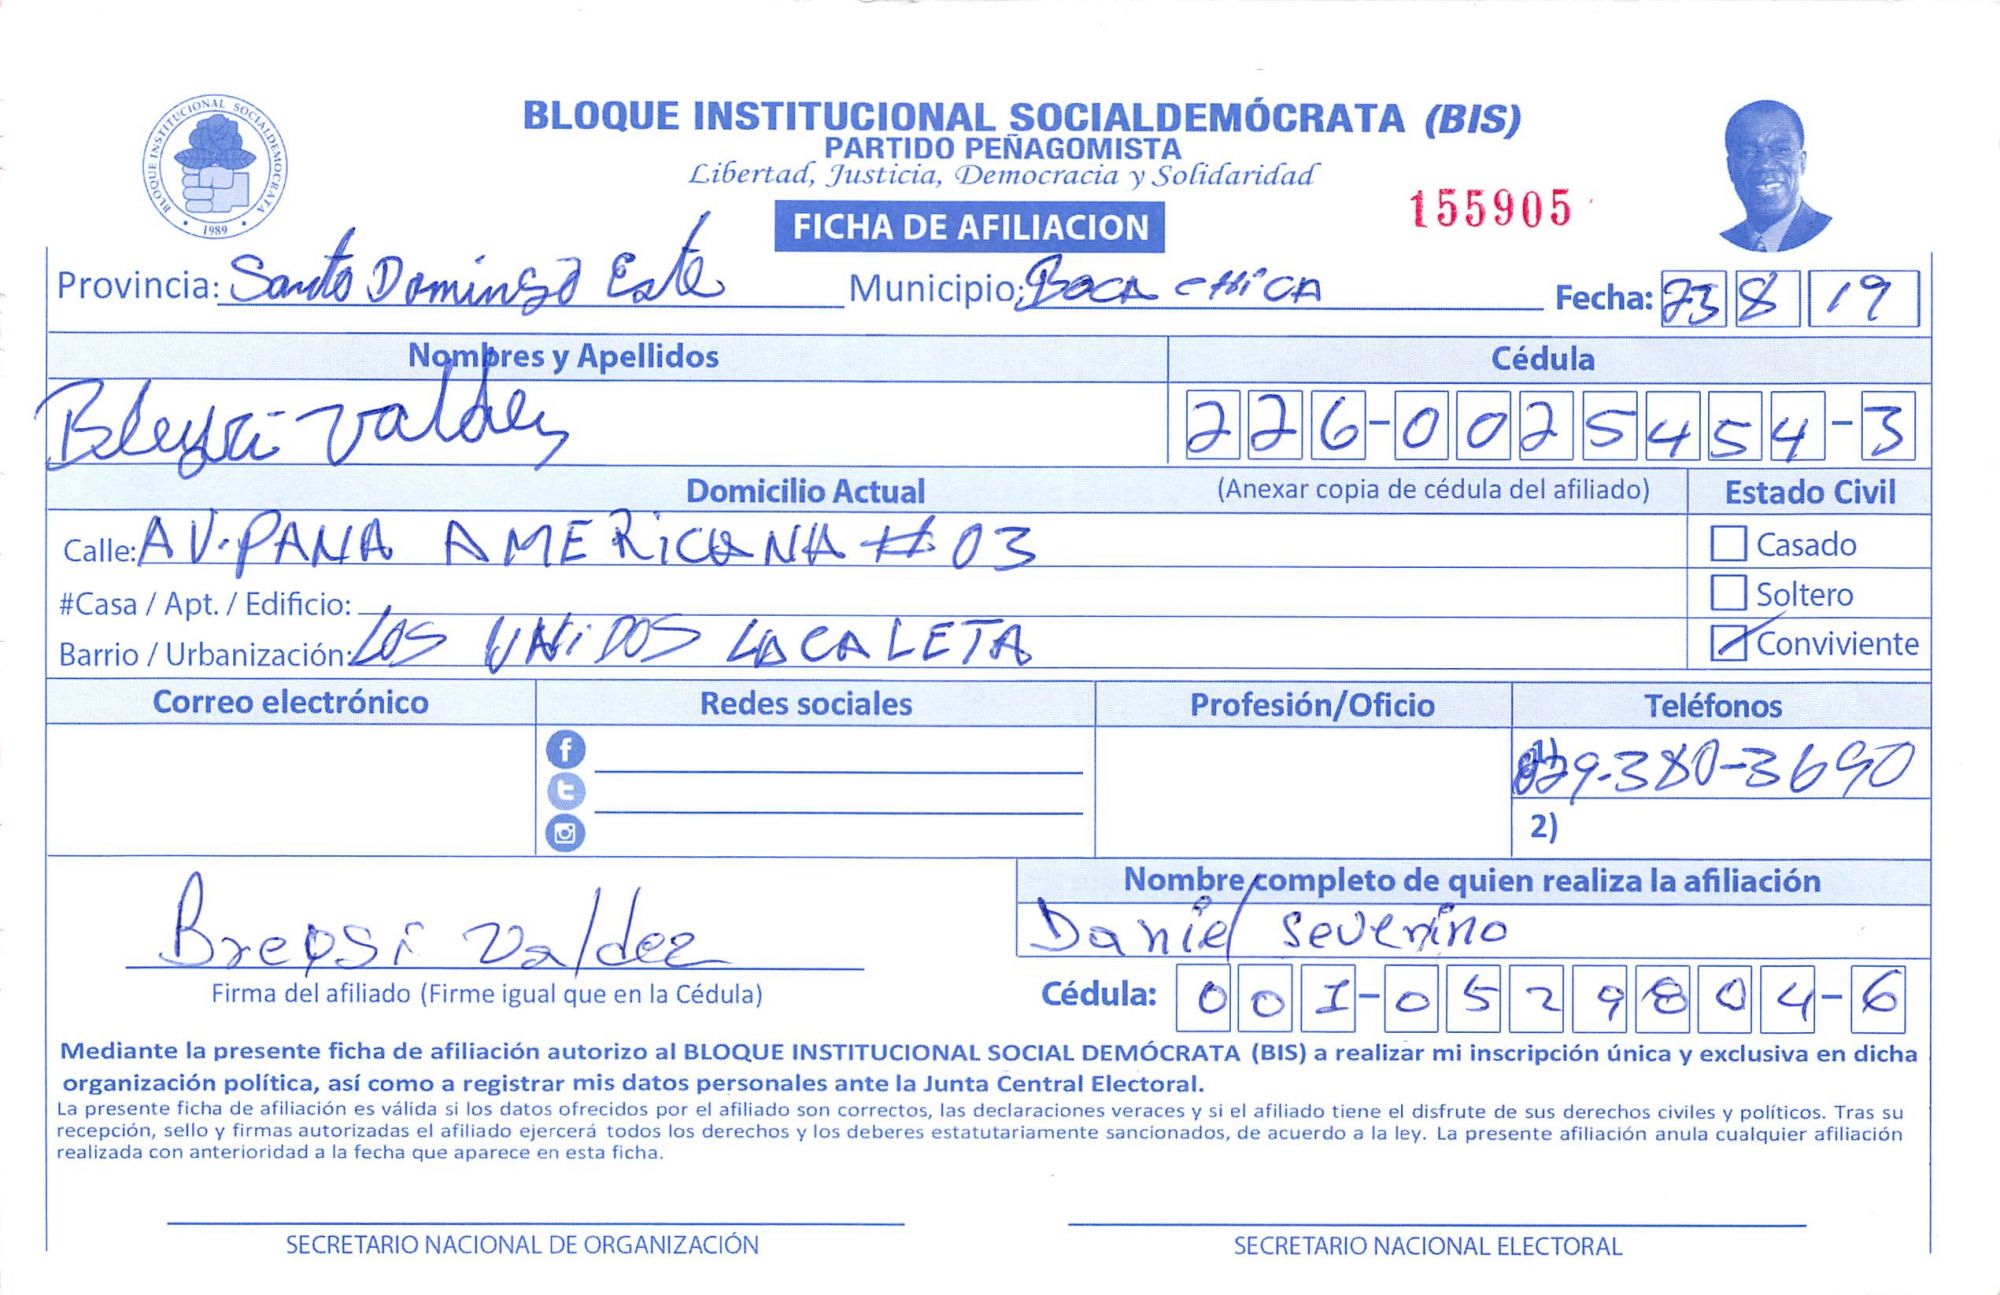 BLOQUE INSTITUCIONAL SOCIALDEMOCRATA
1989
BLOQUE INSTITUCIONAL SOCIALDEMÓCRATA (BIS)
PARTIDO PEÑAGOMISTA
Libertad, Justicia, Democracia y Solidaridad
FICHA DE AFILIACION
155905
Provincia: Santo Domingo Este Municipio: BOCA CHICA Fecha: 23 8 19
Nombres y Apellidos Cédula
Valdez 226-0025454-3
Domicilio Actual (Anexar copia de cédula del afiliado) Estado Civil
Calle: AV. PANA AMERICANA # 03 Casado
#Casa / Apt. / Edificio: Soltero
Barrio / Urbanización: LOS UNIDOS LA CALETA Conviviente
Correo electrónico Redes sociales Profesión/Oficio Teléfonos
1) 829-380-3690
2)
Nombre completo de quien realiza la afiliación
Valdez Daniel Severino
Firma del afiliado (Firme igual que en la Cédula) Cédula: 001-0529804-6
Mediante la presente ficha de afiliación autorizo al BLOQUE INSTITUCIONAL SOCIAL DEMÓCRATA (BIS) a realizar mi inscripción única y exclusiva en dicha
organización política, así como a registrar mis datos personales ante la Junta Central Electoral.
La presente ficha de afiliación es válida si los datos ofrecidos por el afiliado son correctos, las declaraciones veraces y si el afiliado tiene el disfrute de sus derechos civiles y políticos. Tras su
recepción, sello y firmas autorizadas el afiliado ejercerá todos los derechos y los deberes estatutariamente sancionados, de acuerdo a la ley. La presente afiliación anula cualquier afiliación
realizada con anterioridad a la fecha que aparece en esta ficha.
SECRETARIO NACIONAL DE ORGANIZACIÓN SECRETARIO NACIONAL ELECTORAL